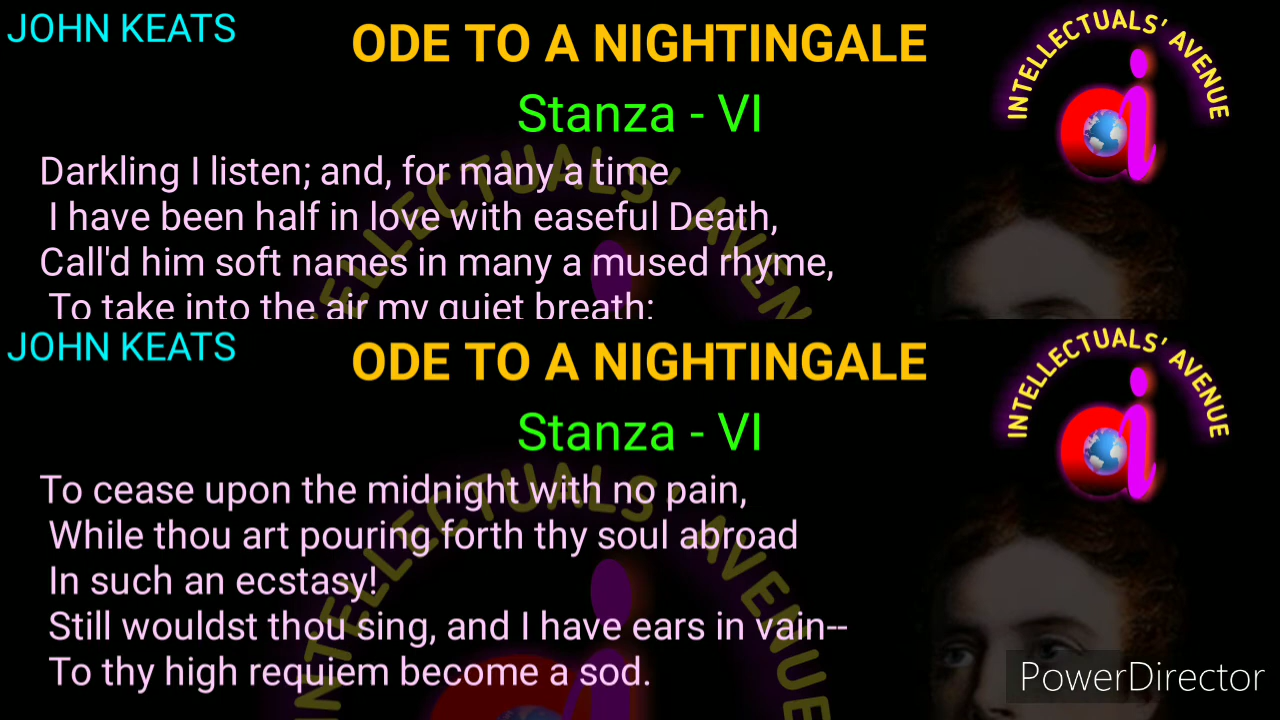 JOHN KEATS
ODE TO A NIGHTINGALE
INTELLECTUALS' AVENUE
Stanza - VI
Darkling I listen; and, for many a time
I have been half in love with easeful Death,
Call'd him soft names in many a mused rhyme,
To take into the air my quiet breath;
JOHN KEATS
ODE TO A NIGHTINGALE
INTELLECTUALS' AVENUE
Stanza - VI
To cease upon the midnight with no pain,
While thou art pouring forth thy soul abroad
In such an ecstasy!
Still wouldst thou sing, and I have ears in vain--
To thy high requiem become a sod.
PowerDirector